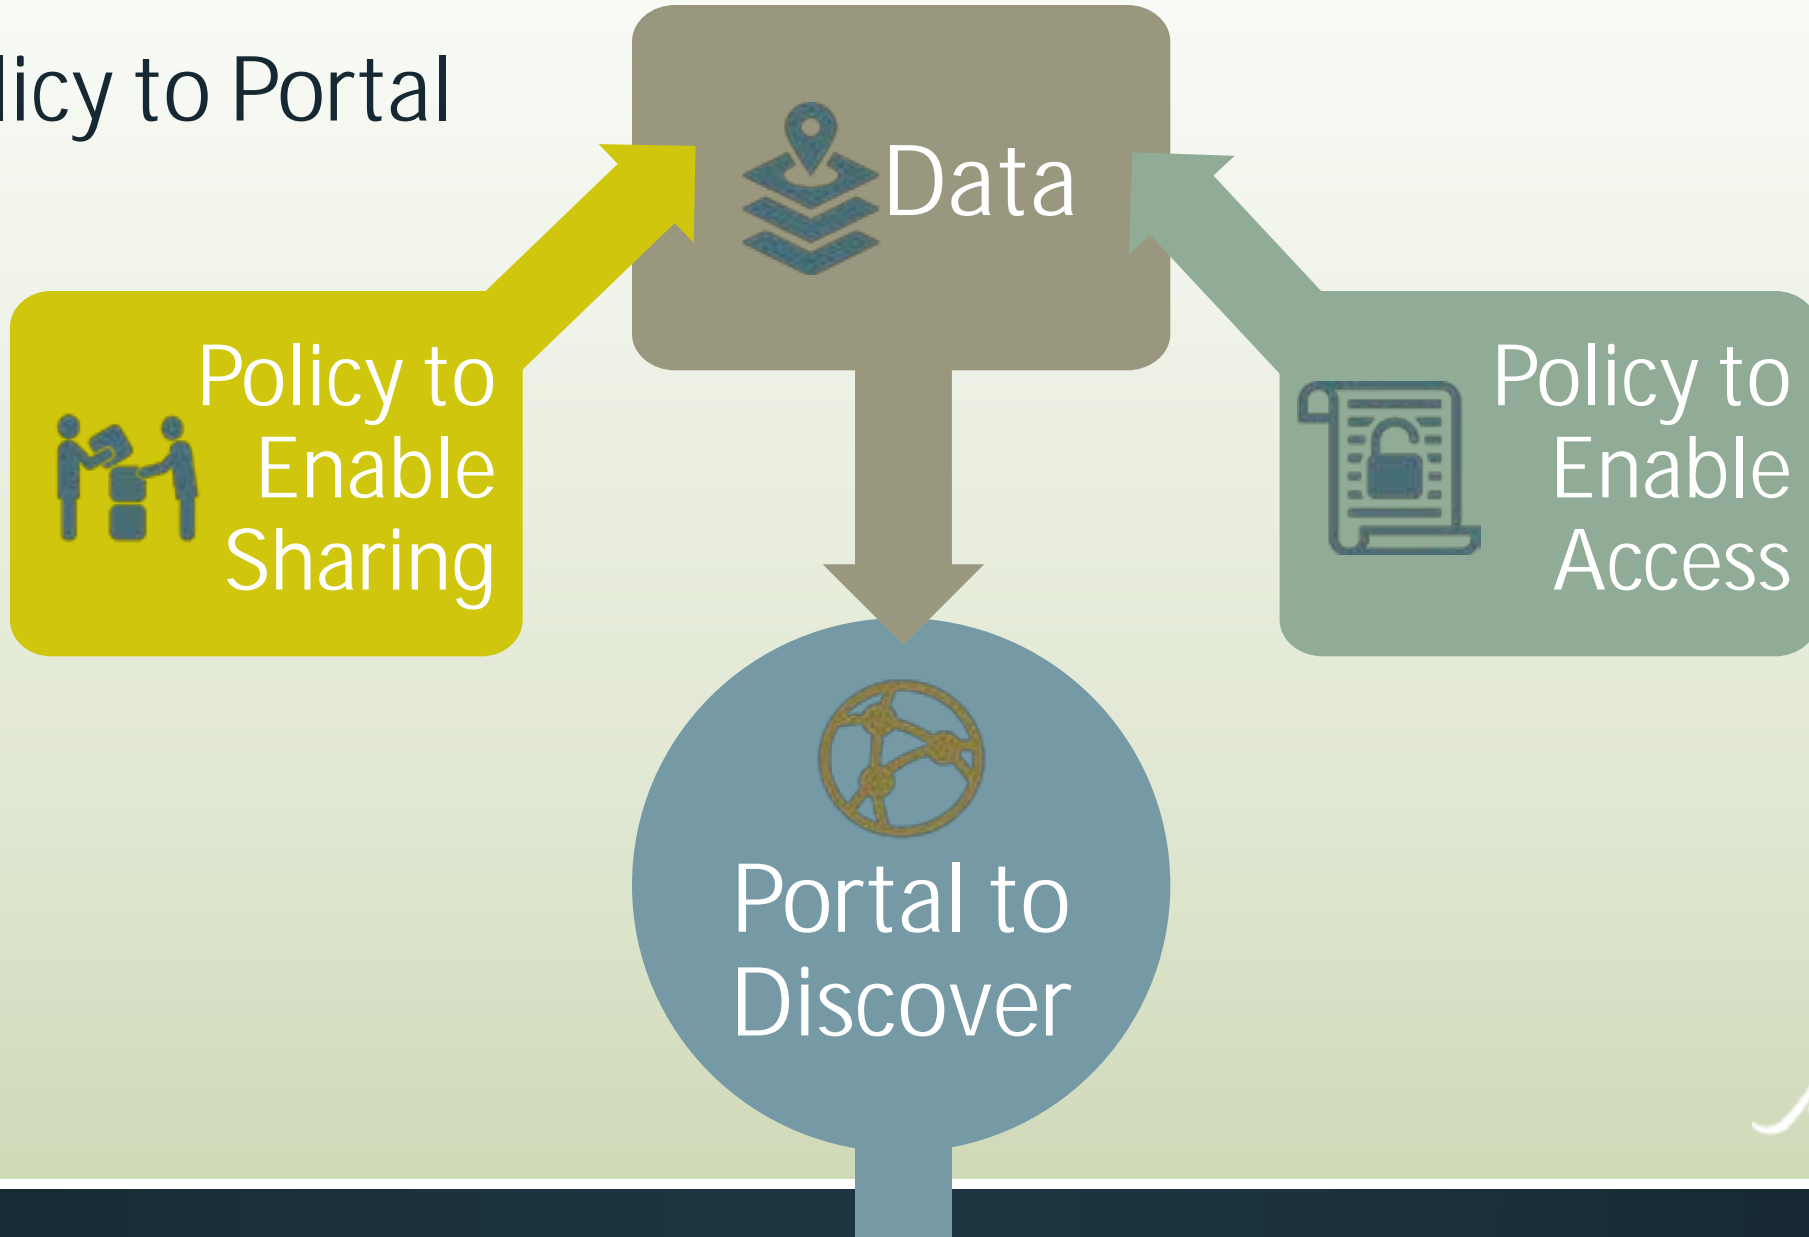 licy to Portal
Data
Policy to
Enable
Sharing
Policy to
Enable
Access
Portal to
Discover